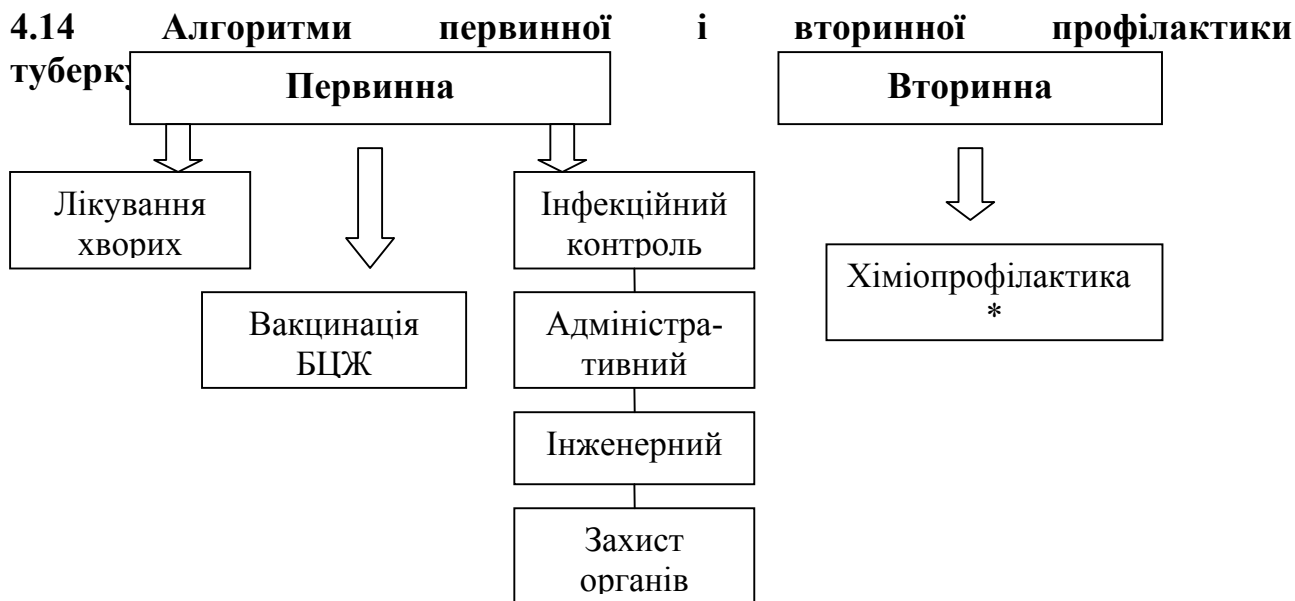 4.14 Алгоритми первинної і вторинної профілактики
туберку
Первинна
Вторинна
Лікування
хворих
Вакцинація
БЦЖ
Інфекційний
контроль
Адміністра-
тивний
Інженерний
Захист
органів
Хіміопрофілактика
*